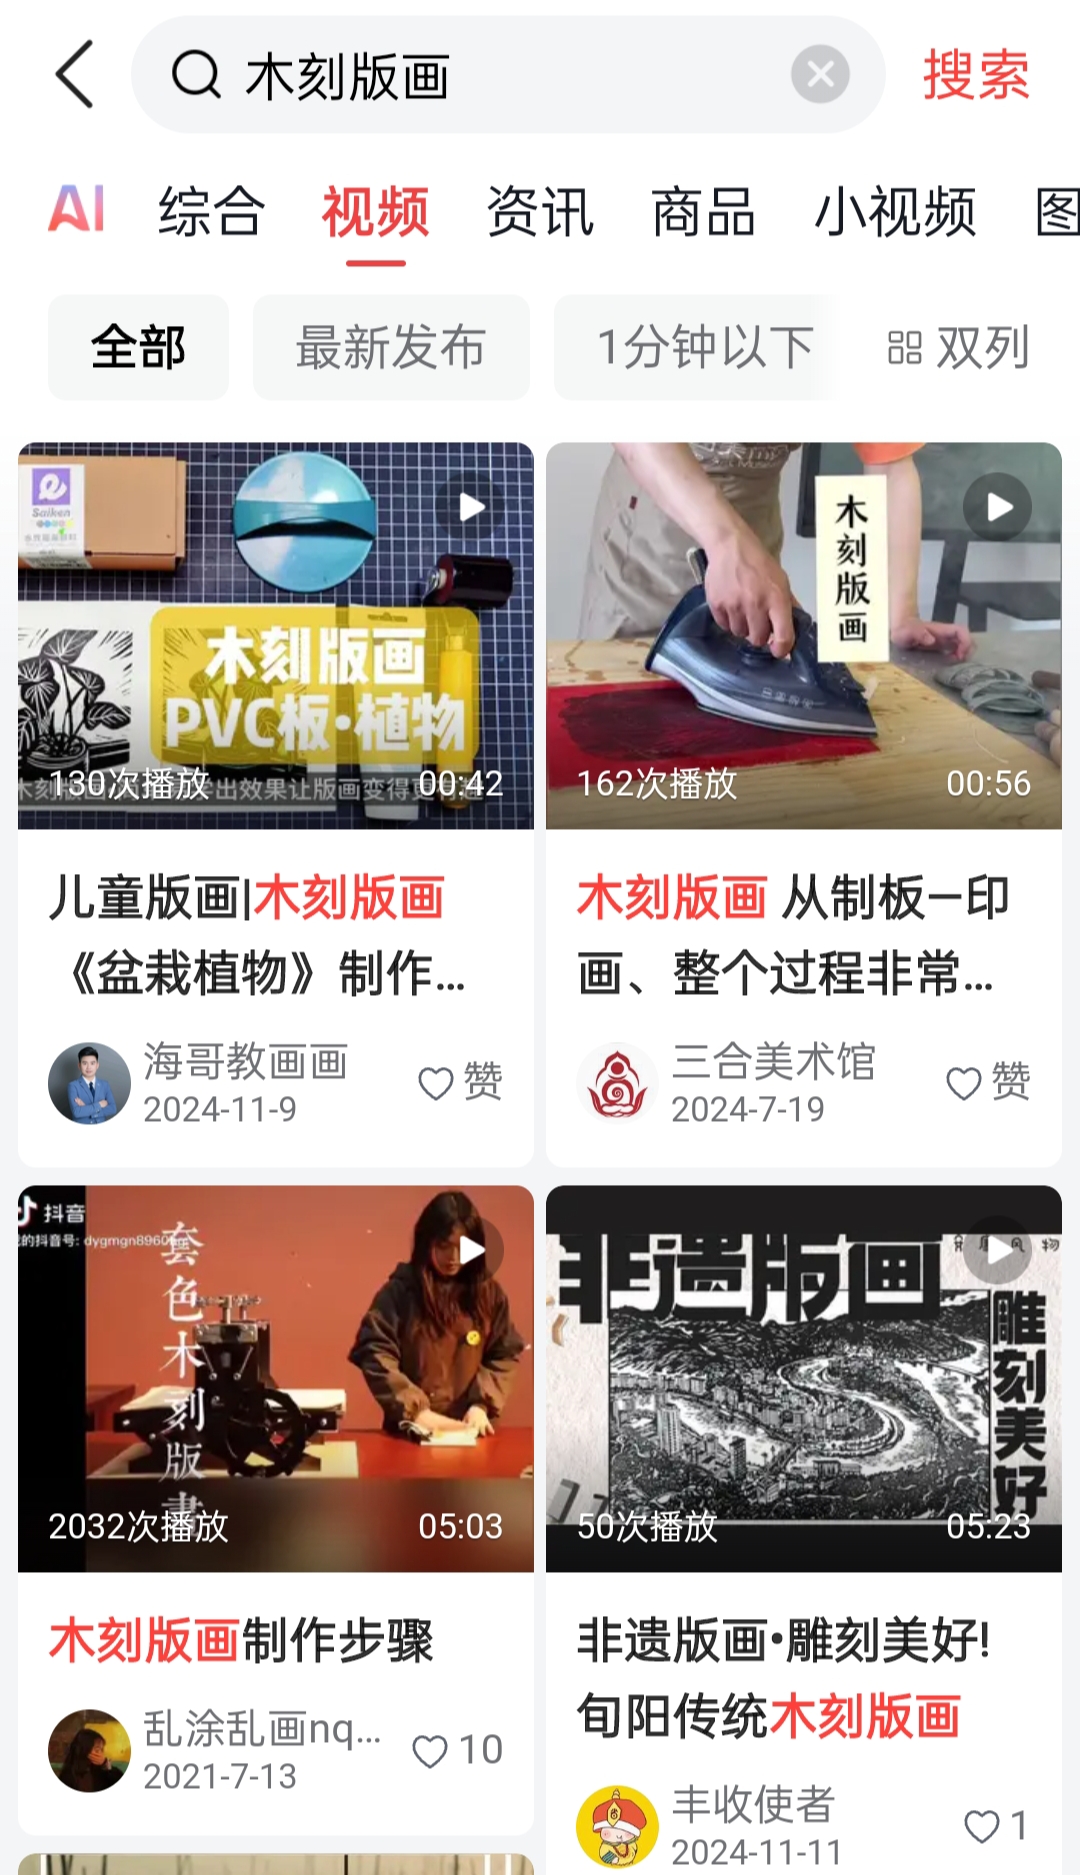 木刻版画
搜索
AI 综合 视频 资讯 商品 小视频 图
全部 最新发布 1分钟以下 双列
Saiken
木刻版画
PVC板·植物
130次播放 00:42
木刻版画
162次播放 00:56
儿童版画|木刻版画
《盆栽植物》制作...
海哥教画画
2024-11-9
赞
木刻版画 从制板—印
画、整个过程非常...
三合美术馆
2024-7-19
赞
抖音
的抖音号: dygmgn8960
套色木刻版畫
2032次播放 05:03
非遗版画
雕刻美好
50次播放 05:23
木刻版画制作步骤
乱涂乱画nq...
2021-7-13
10
非遗版画·雕刻美好!
旬阳传统木刻版画
丰收使者
2024-11-11
1